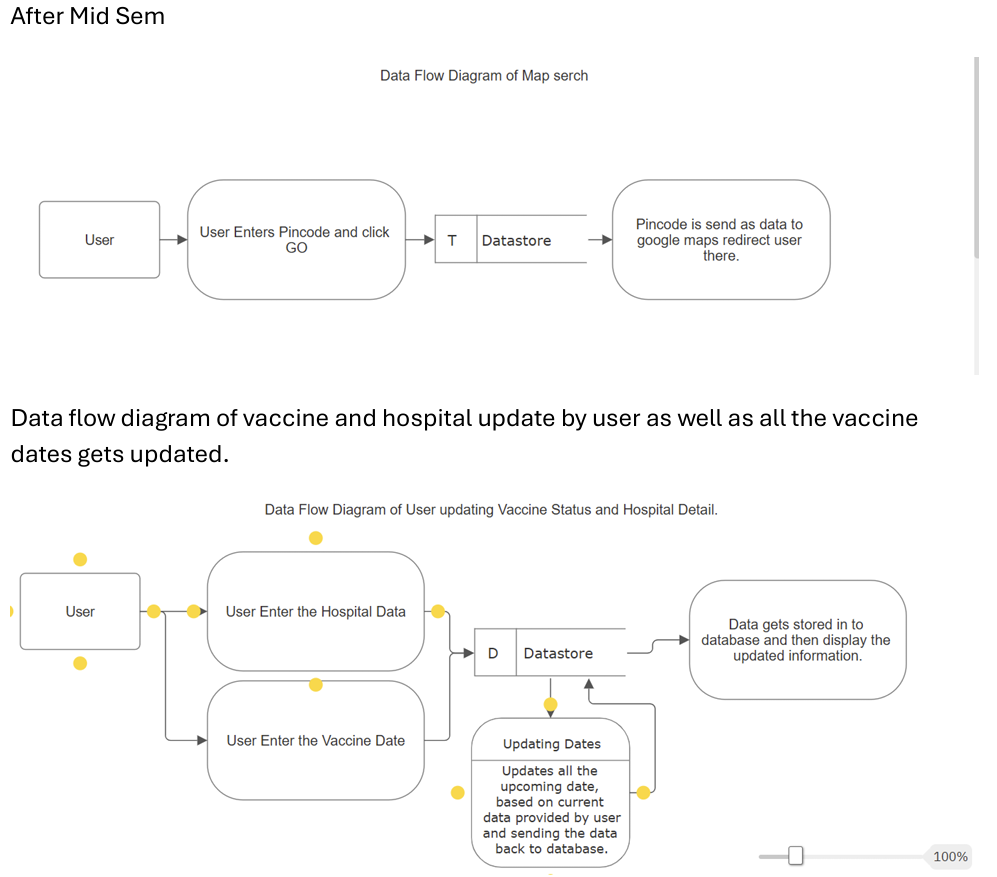 After Mid Sem
Data Flow Diagram of Map serch
User
User Enters Pincode and click
GO
T
Datastore
Pincode is send as data to
google maps redirect user
there.
Data flow diagram of vaccine and hospital update by user as well as all the vaccine
dates gets updated.
Data Flow Diagram of User updating Vaccine Status and Hospital Detail.
User
User Enter the Hospital Data
User Enter the Vaccine Date
D
Datastore
Data gets stored in to
database and then display the
updated information.
Updating Dates
Updates all the
upcoming date,
based on current
data provided by user
and sending the data
back to database.
100%